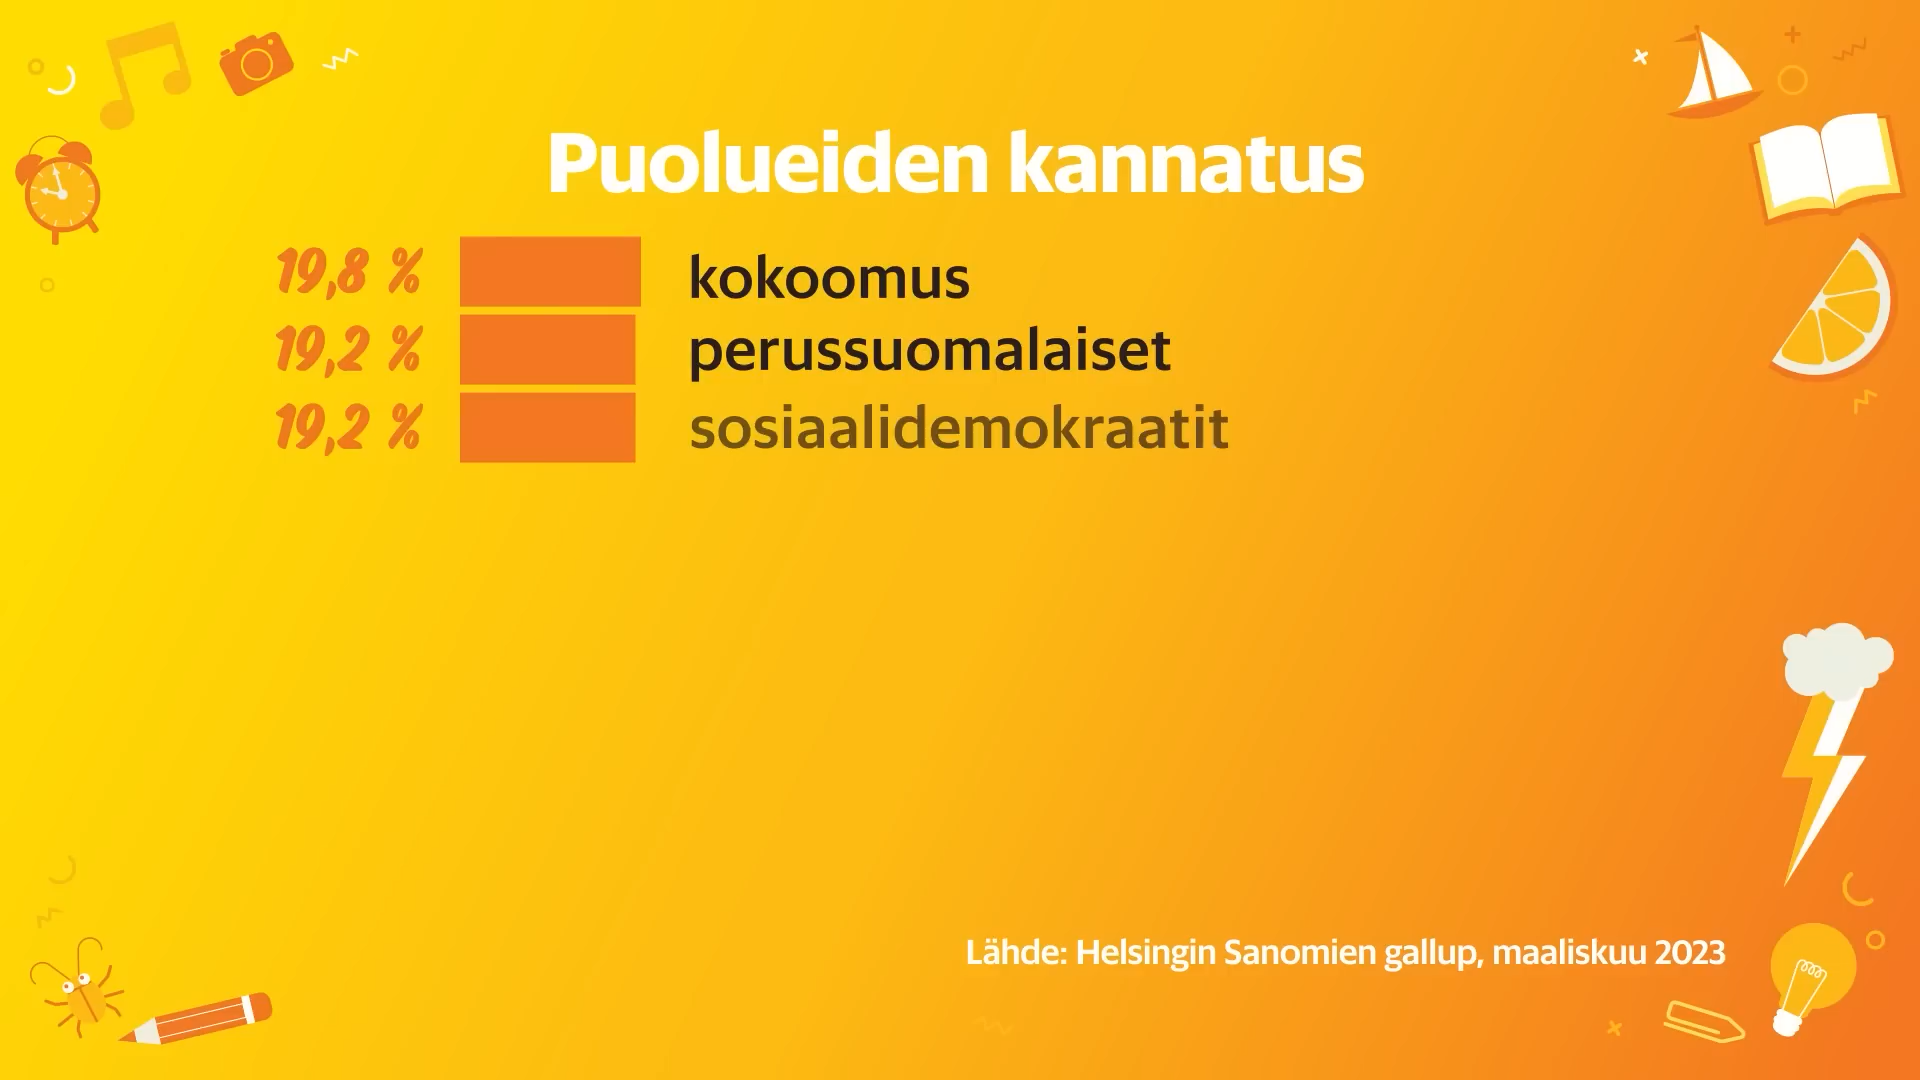 Puolueiden kannatus
19,8 % kokoomus
19,2 % perussuomalaiset
19,2 % sosiaalidemokraatit
Lähde: Helsingin Sanomien gallup, maaliskuu 2023